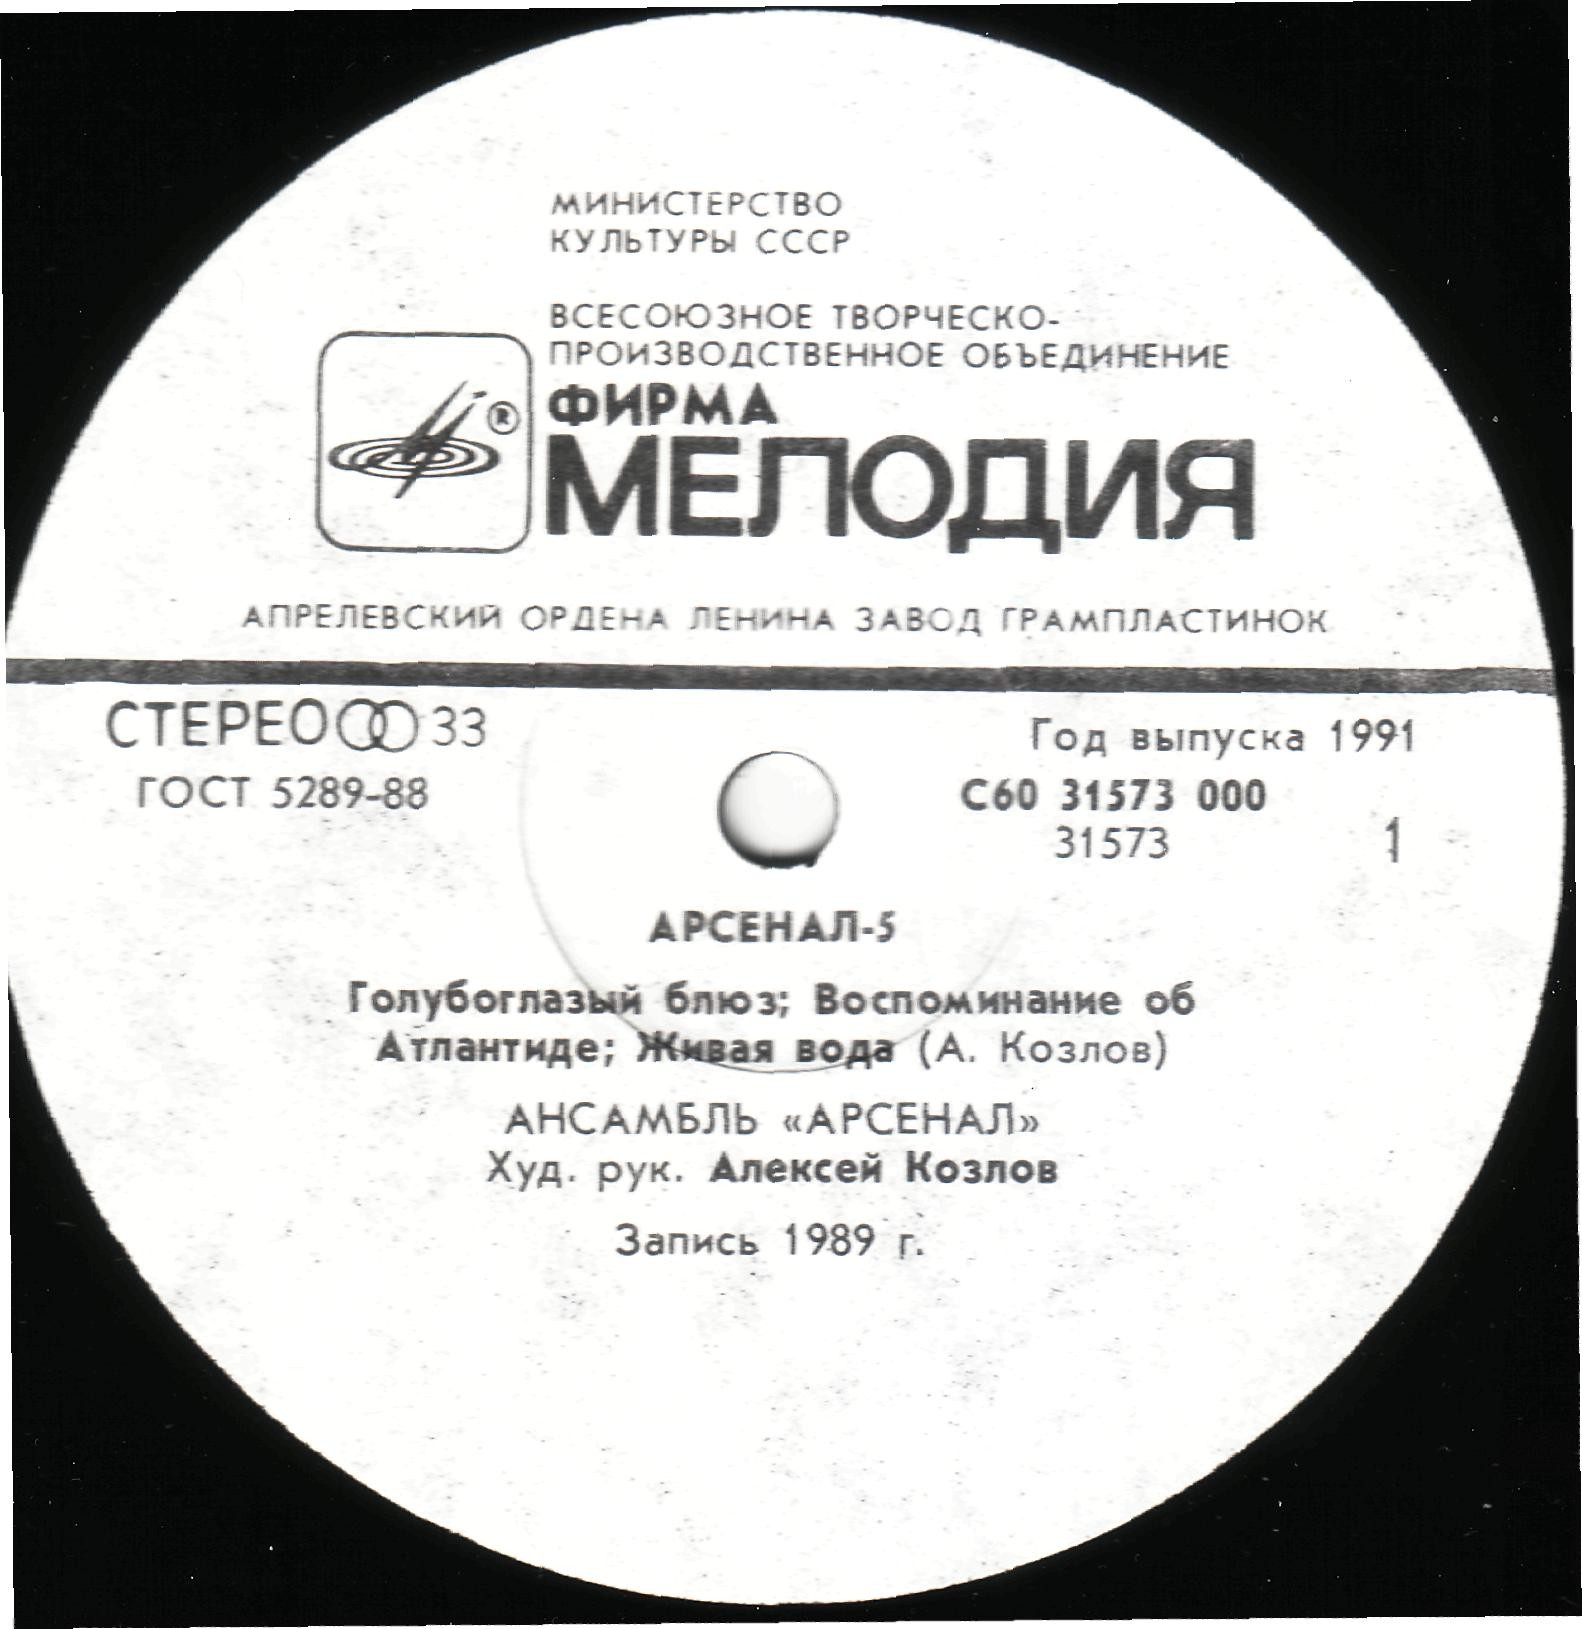 МИНИСТЕРСТВО
КУЛЬТУРЫ СССР
ВСЕСОЮЗНОЕ ТВОРЧЕСКО-
ПРОИЗВОДСТВЕННОЕ ОБЪЕДИНЕНИЕ
®
ФИРМА
МЕЛОДИЯ
АПРЕЛЕВСКИЙ ОРДЕНА ЛЕНИНА ЗАВОД ГРАМПЛАСТИНОК
СТЕРЕО 33
Год выпуска 1991
ГОСТ 5289-88
С60 31573 000
31573 1
АРСЕНАЛ-5
Голубоглазый блюз; Воспоминание об
Атлантиде; Живая вода (А. Козлов)
АНСАМБЛЬ «АРСЕНАЛ»
Худ. рук. Алексей Козлов
Запись 1989 г.